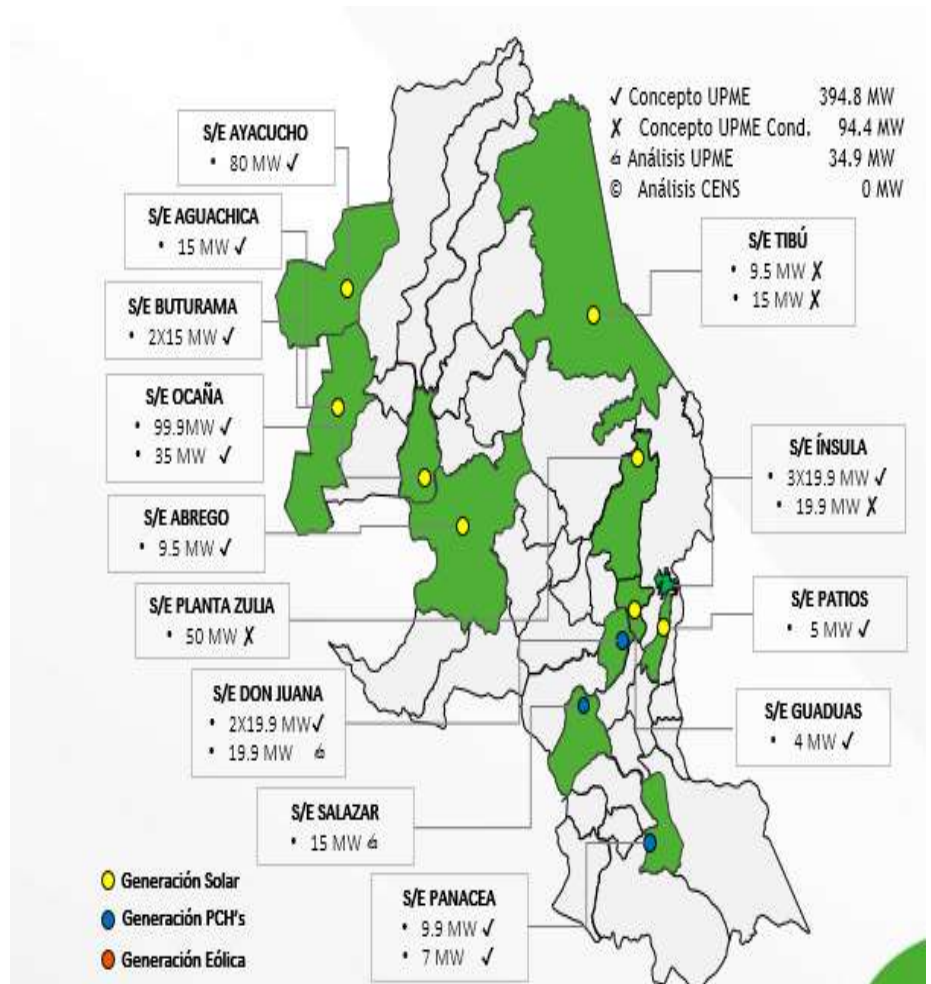 ✓ Concepto UPME 394.8 MW
✗ Concepto UPME Cond. 94.4 MW
Análisis UPME 34.9 MW
© Análisis CENS 0 MW
S/E AYACUCHO
• 80 MW ✓
S/E AGUACHICA
• 15 MW ✓
S/E BUTURAMA
• 2X15 MW ✓
S/E OCAÑA
• 99.9MW ✓
• 35 MW ✓
S/E ABREGO
• 9.5 MW ✓
S/E PLANTA ZULIA
• 50 MW ✗
S/E DON JUANA
• 2X19.9 MW✓
• 19.9 MW
S/E SALAZAR
• 15 MW
S/E PANACEA
• 9.9 MW ✓
• 7 MW ✓
S/E TIBÚ
• 9.5 MW ✗
• 15 MW ✗
S/E ÍNSULA
• 3X19.9 MW ✓
• 19.9 MW ✗
S/E PATIOS
• 5 MW ✓
S/E GUADUAS
• 4 MW ✓
Generación Solar
Generación PCH's
Generación Eólica